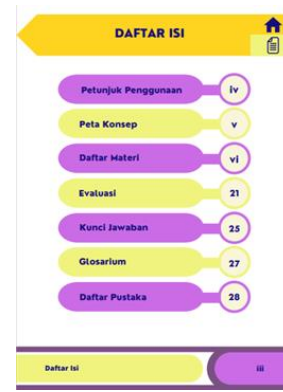 DAFTAR ISI
Petunjuk Penggunaan iv
Peta Konsep v
Daftar Materi vi
Evaluasi 21
Kunci Jawaban 25
Glosarium 27
Daftar Pustaka 28
Daftar Isi iii